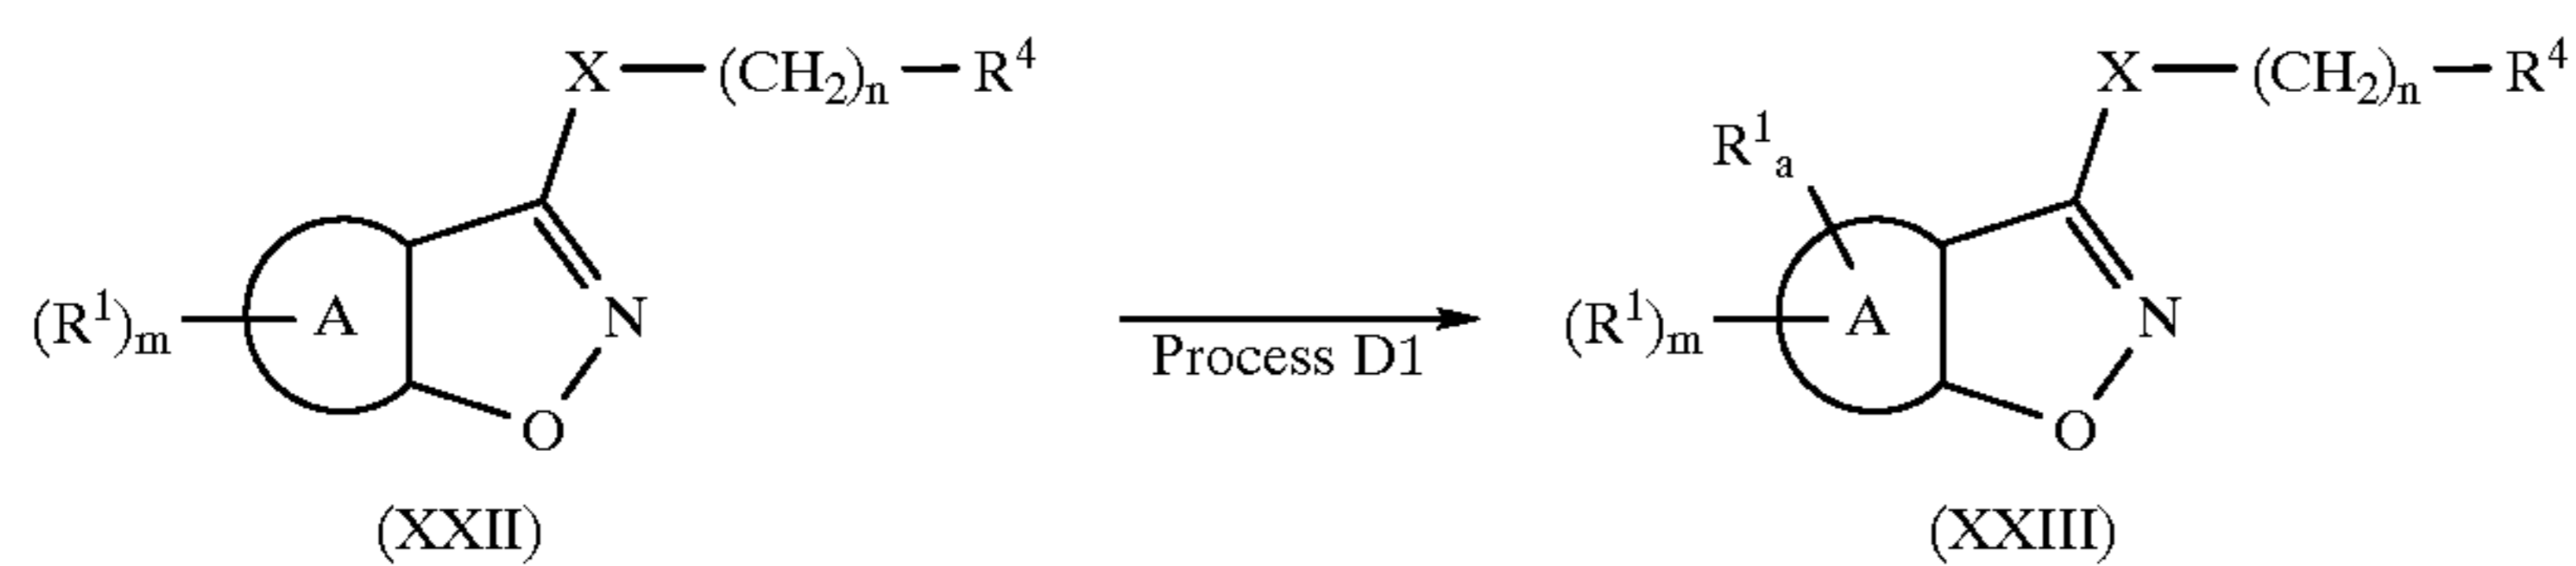 X—(CH₂)ₙ—R⁴ X—(CH₂)ₙ—R⁴
R¹ₐ
(R¹)ₘ A N (R¹)ₘ A N
Process D1
O O
(XXII) (XXIII)